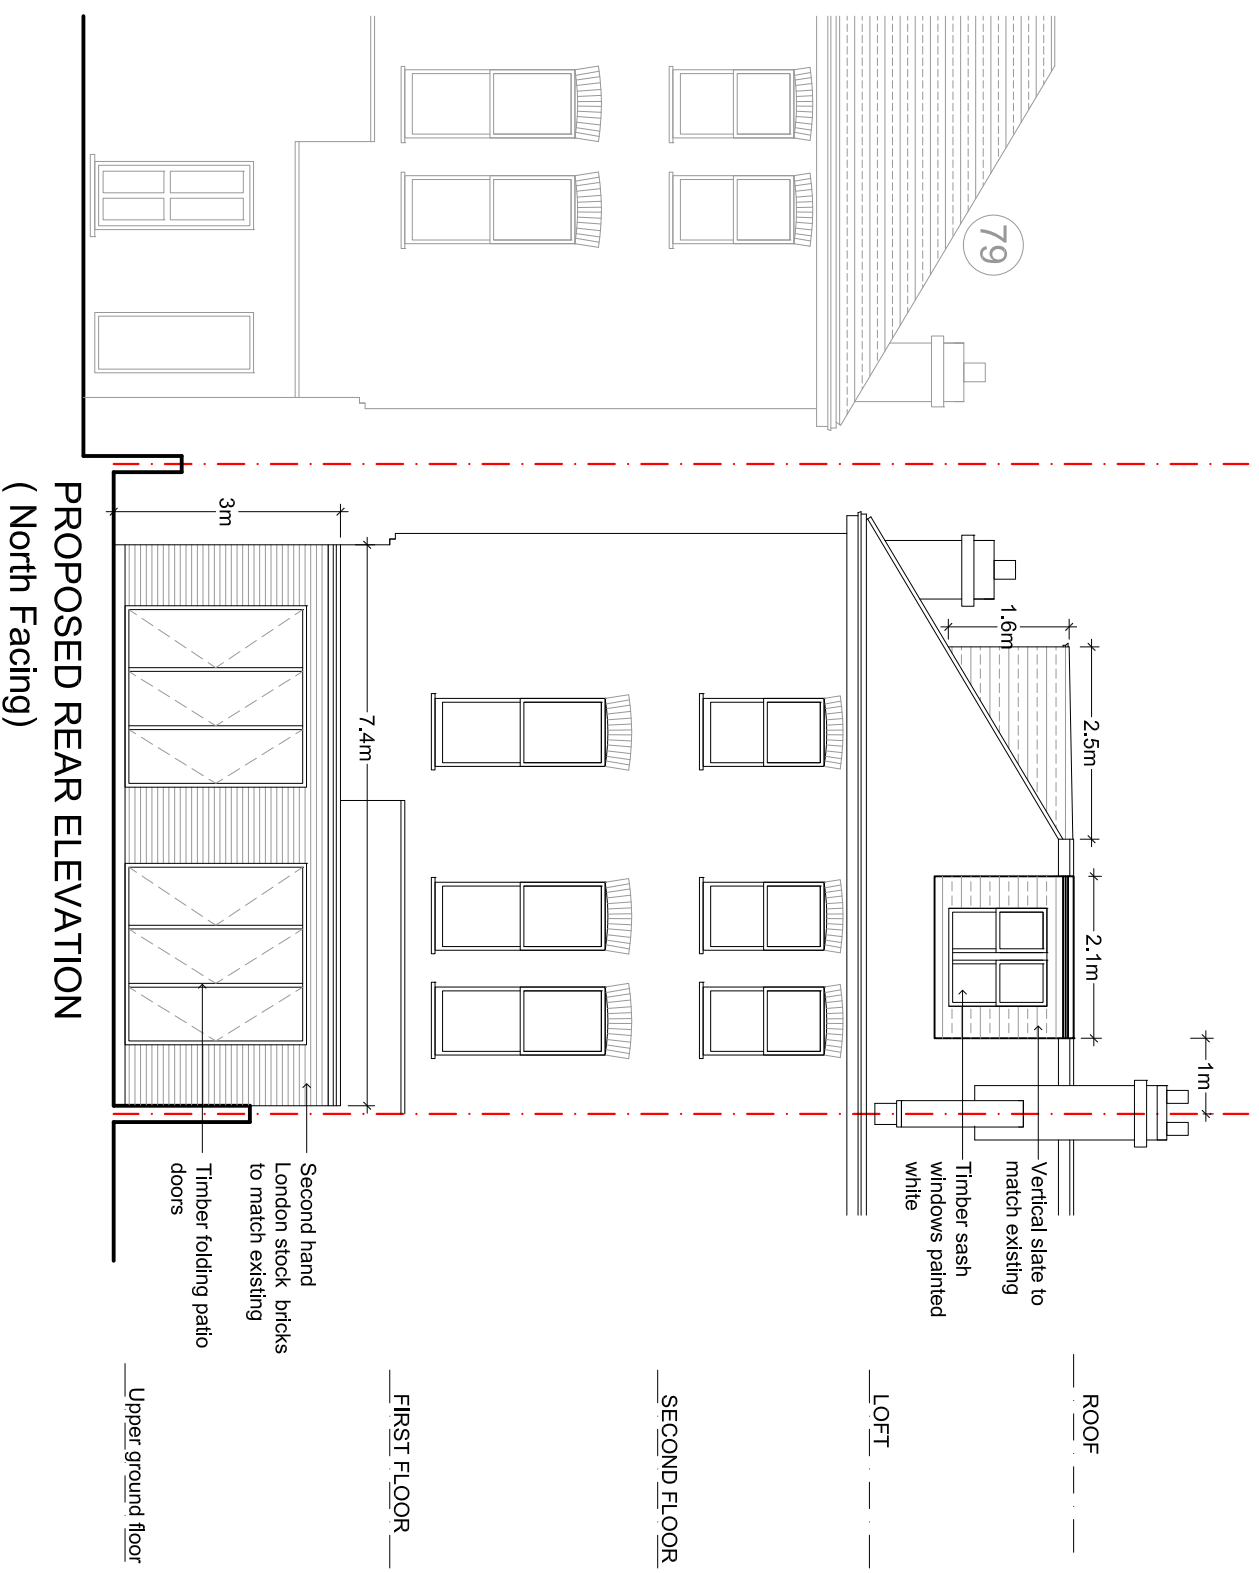 79
1.6m
2.5m
2.1m
1m
Vertical slate to
match existing
Timber sash
windows painted
white
3m
7.4m
Second hand
London stock bricks
to match existing
Timber folding patio
doors
ROOF
LOFT
SECOND FLOOR
FIRST FLOOR
Upper ground floor
PROPOSED REAR ELEVATION
( North Facing)